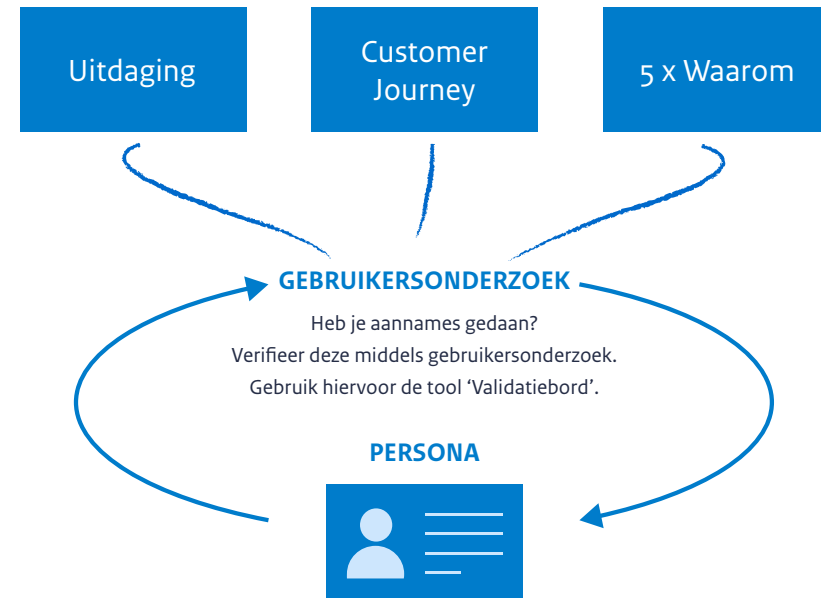 Uitdaging
Customer
Journey
5 x Waarom
GEBRUIKERSONDERZOEK
Heb je aannames gedaan?
Verifieer deze middels gebruikersonderzoek.
Gebruik hiervoor de tool ‘Validatiebord’.
PERSONA